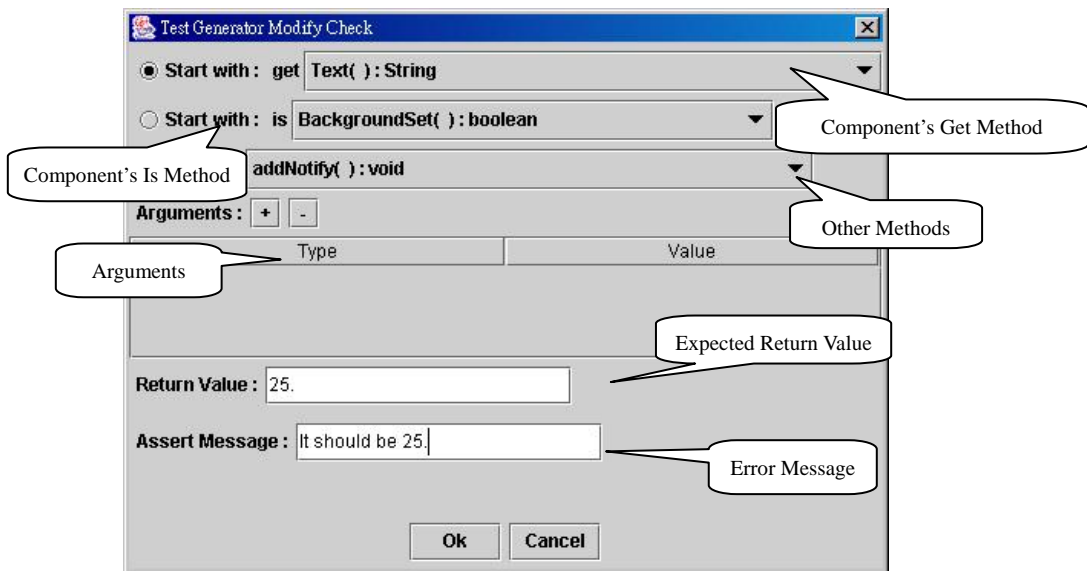 Test Generator Modify Check
Start with : get Text( ) : String
Start with : is BackgroundSet( ) : boolean
Component's Get Method
Component's Is Method
addNotify( ) : void
Other Methods
Arguments : + -
Type Value
Arguments
Expected Return Value
Return Value : 25.
Assert Message : It should be 25.
Error Message
Ok Cancel